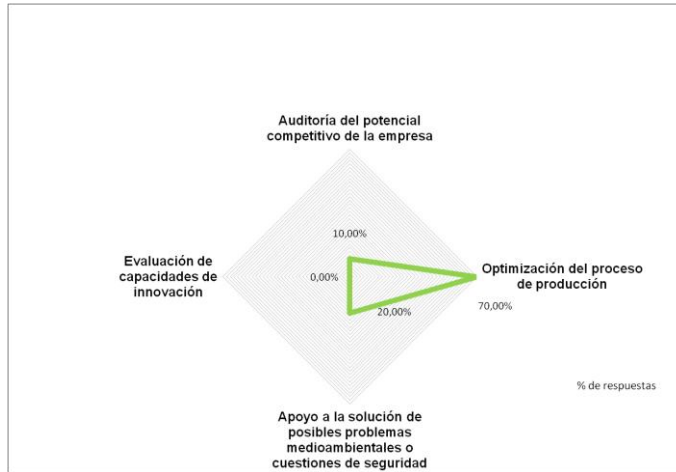 Auditoría del potencial
competitivo de la empresa
10,00%
Evaluación de
capacidades de
innovación
0,00%
Optimización del proceso
de producción
70,00%
20,00%
% de respuestas
Apoyo a la solución de
posibles problemas
medioambientales o
cuestiones de seguridad